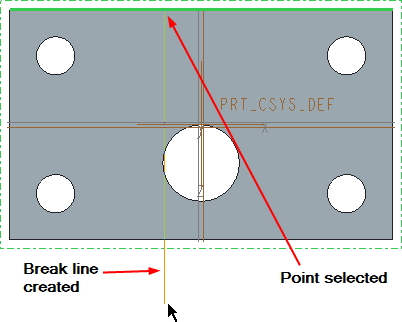 PRT_CSYS_DEF
X
Z
Break line
created
Point selected